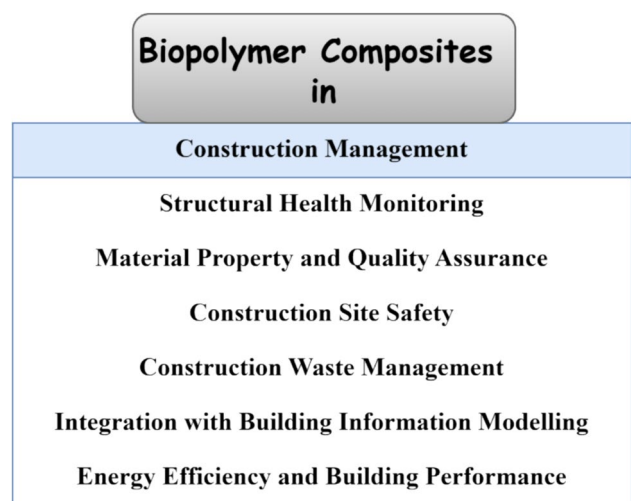 Biopolymer Composites
in
Construction Management
Structural Health Monitoring
Material Property and Quality Assurance
Construction Site Safety
Construction Waste Management
Integration with Building Information Modelling
Energy Efficiency and Building Performance